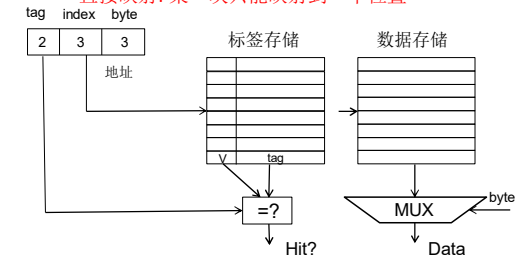 tag index byte
2 3 3
地址
标签存储
数据存储
V tag
=?
MUX
byte
Hit?
Data